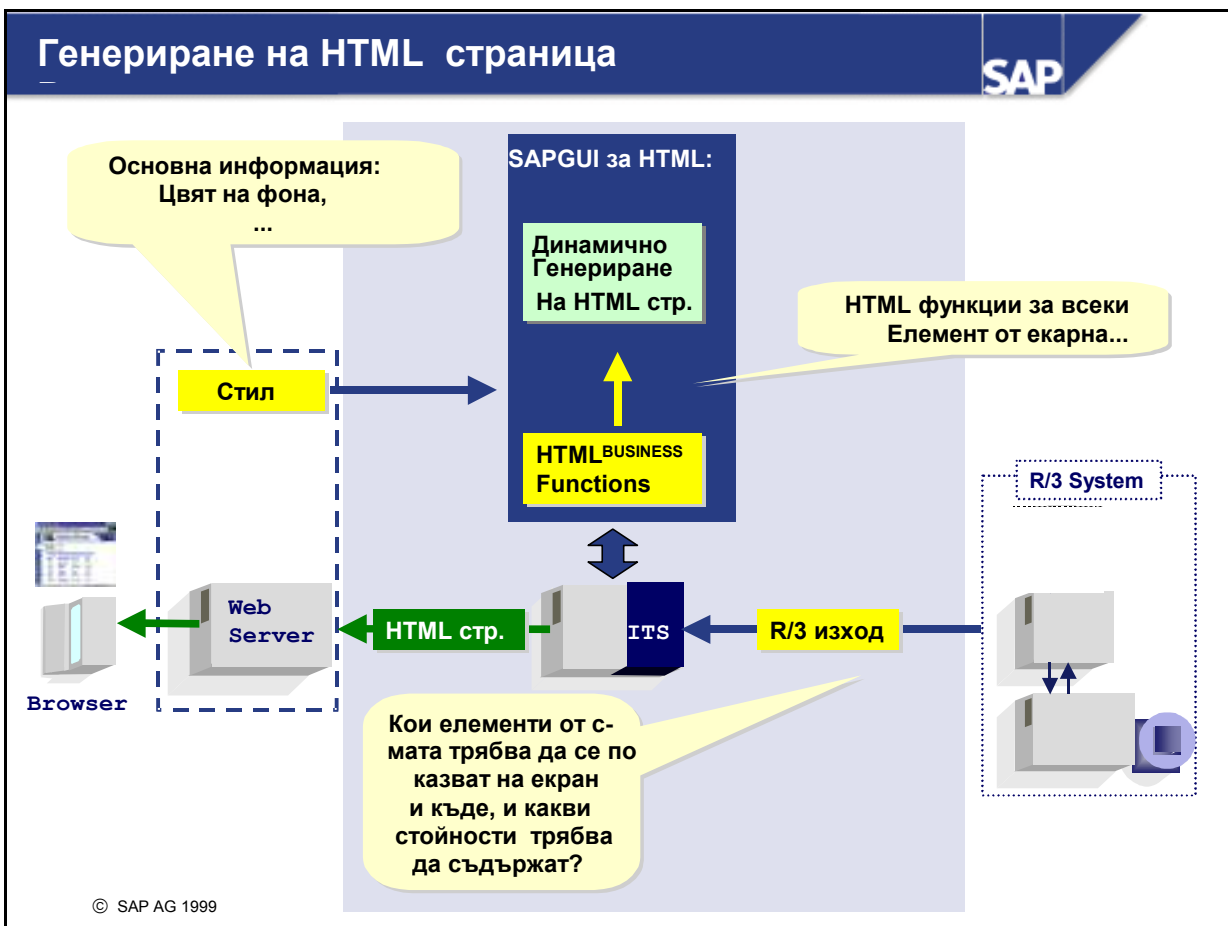 Генериране на HTML страница
SAP
Основна информация:
Цвят на фона,
...
SAPGUI за HTML:
Динамично
Генериране
На HTML стр.
HTML функции за всеки
Елемент от екарна...
Стил
HTMLBUSINESS
Functions
R/3 System
Web
Server
HTML стр.
ITS
R/3 изход
Browser
Кои елементи от с-
мата трябва да се по
казват на екран
и къде, и какви
стойности трябва
да съдържат?
© SAP AG 1999